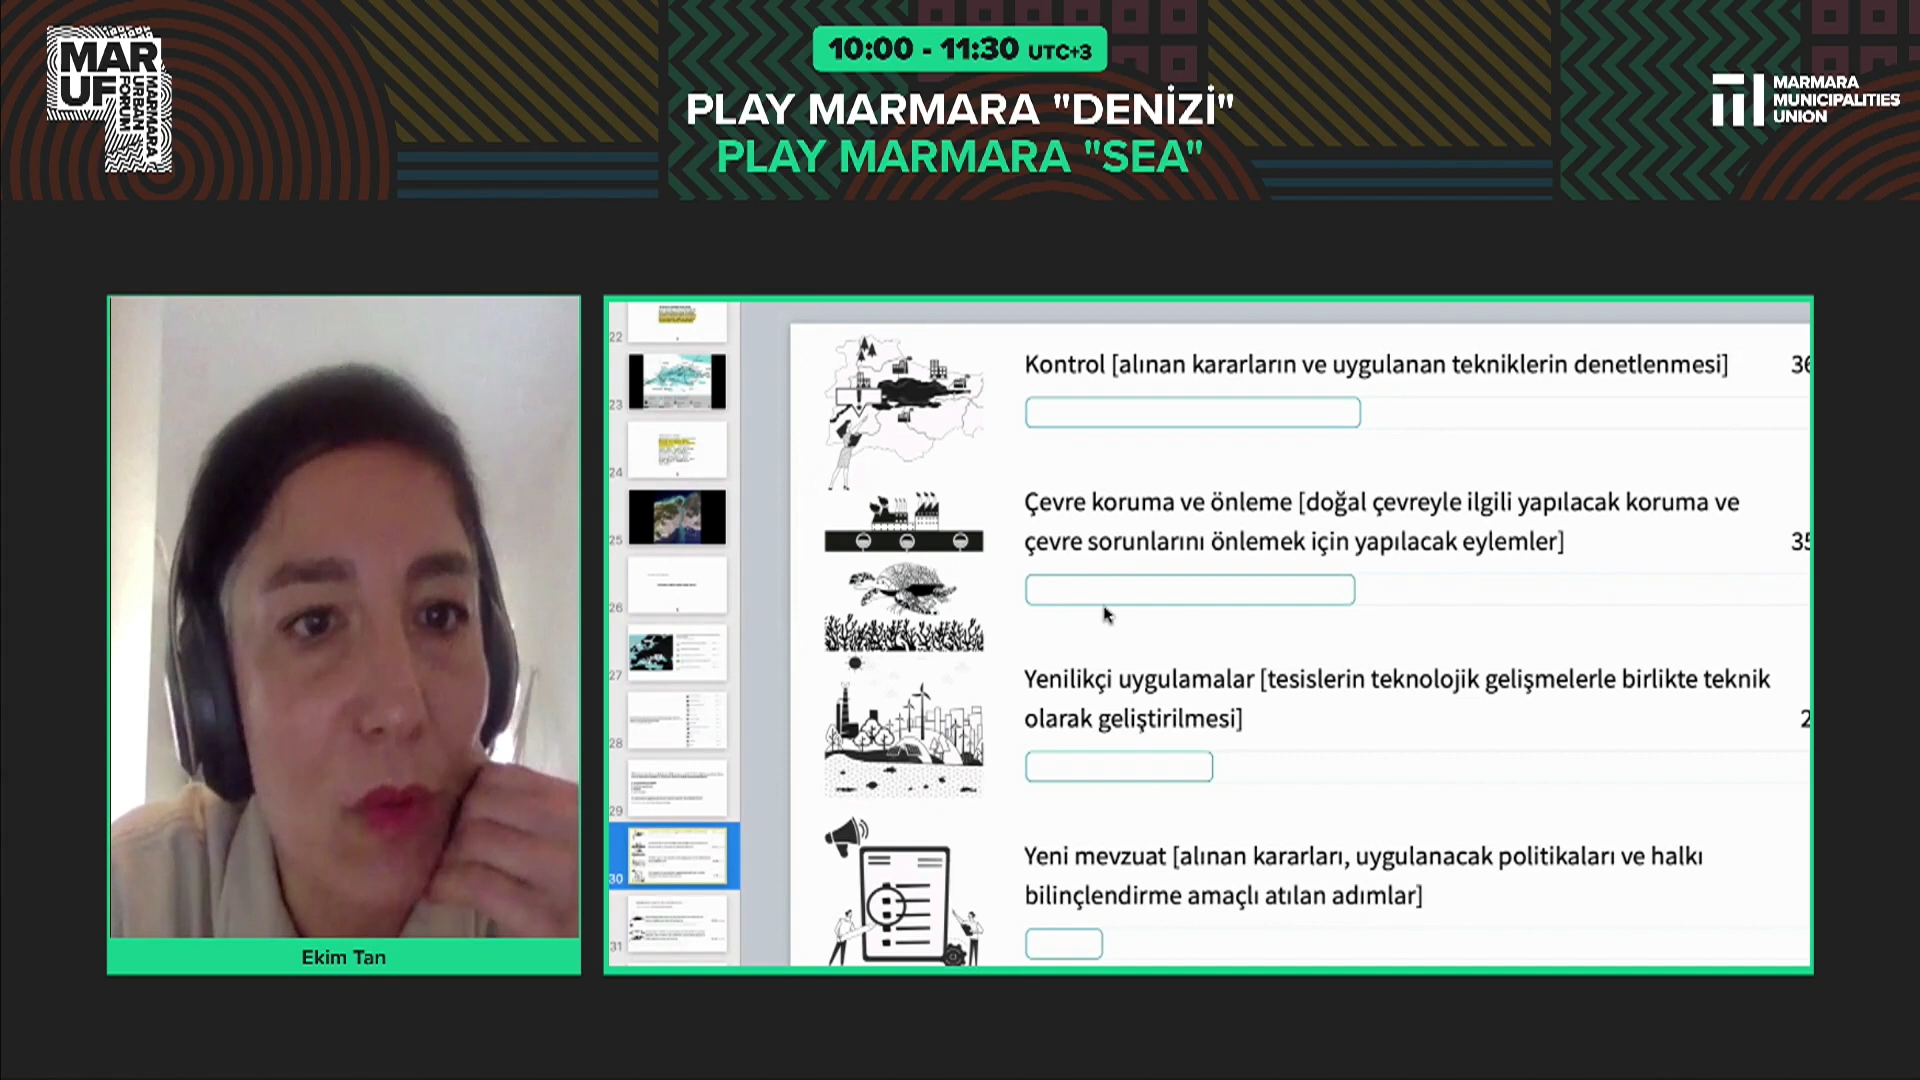 MAR
UF
MARMARA
URBAN
FORUM
10:00 - 11:30 UTC+3
PLAY MARMARA "DENİZİ"
PLAY MARMARA "SEA"
MARMARA
MUNICIPALITIES
UNION
Ekim Tan
22
23
24
25
26
27
28
29
30
31
Kontrol [alınan kararların ve uygulanan tekniklerin denetlenmesi]
36
Çevre koruma ve önleme [doğal çevreyle ilgili yapılacak koruma ve
çevre sorunlarını önlemek için yapılacak eylemler]
35
Yenilikçi uygulamalar [tesislerin teknolojik gelişmelerle birlikte teknik
olarak geliştirilmesi]
2
Yeni mevzuat [alınan kararları, uygulanacak politikaları ve halkı
bilinçlendirme amaçlı atılan adımlar]